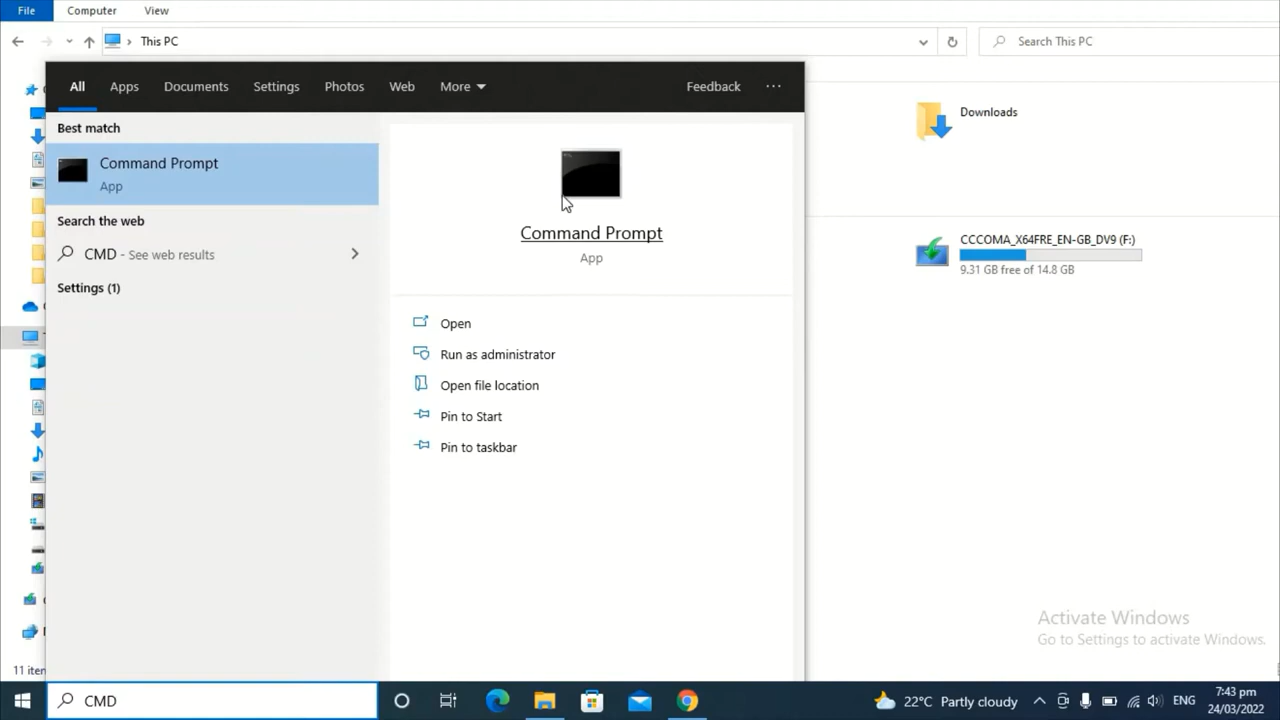 File Computer View
This PC
Search This PC
All Apps Documents Settings Photos Web More Feedback ...
Best match
Command Prompt
App
Search the web
CMD - See web results
Settings (1)
Command Prompt
App
Open
Run as administrator
Open file location
Pin to Start
Pin to taskbar
Downloads
CCCOMA_X64FRE_EN-GB_DV9 (F:)
9.31 GB free of 14.8 GB
Activate Windows
Go to Settings to activate Windows.
11 iten
CMD
22°C Partly cloudy
ENG
7:43 pm
24/03/2022